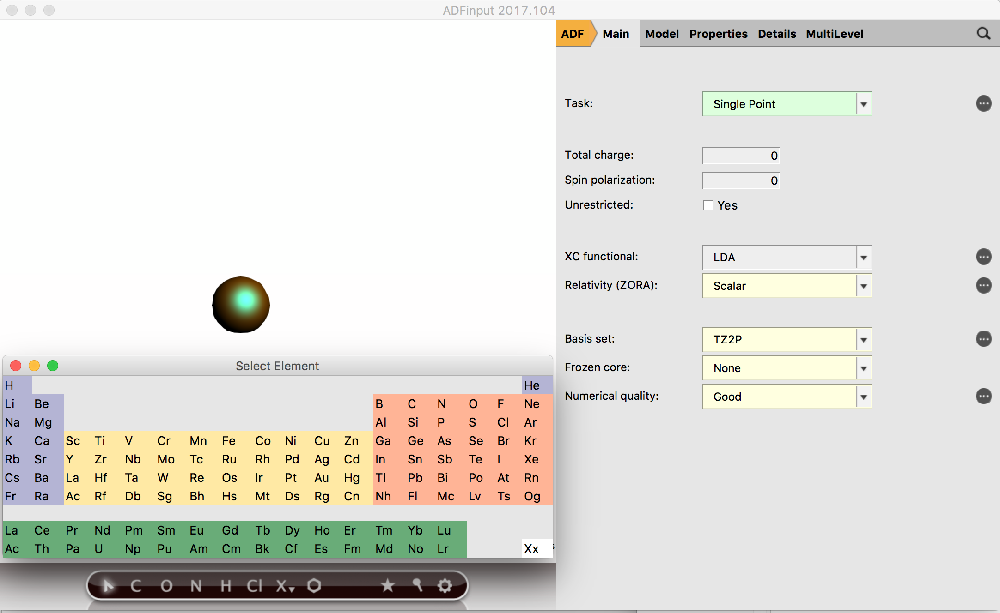 ADFinput 2017.104
ADF Main Model Properties Details MultiLevel
Task: Single Point
Total charge: 0
Spin polarization: 0
Unrestricted: Yes
XC functional: LDA
Relativity (ZORA): Scalar
Basis set: TZ2P
Frozen core: None
Numerical quality: Good
Select Element
H He
Li Be B C N O F Ne
Na Mg Al Si P S Cl Ar
K Ca Sc Ti V Cr Mn Fe Co Ni Cu Zn Ga Ge As Se Br Kr
Rb Sr Y Zr Nb Mo Tc Ru Rh Pd Ag Cd In Sn Sb Te I Xe
Cs Ba La Hf Ta W Re Os Ir Pt Au Hg Tl Pb Bi Po At Rn
Fr Ra Ac Rf Db Sg Bh Hs Mt Ds Rg Cn Nh Fl Mc Lv Ts Og
La Ce Pr Nd Pm Sm Eu Gd Tb Dy Ho Er Tm Yb Lu
Ac Th Pa U Np Pu Am Cm Bk Cf Es Fm Md No Lr Xx
C O N H Cl X